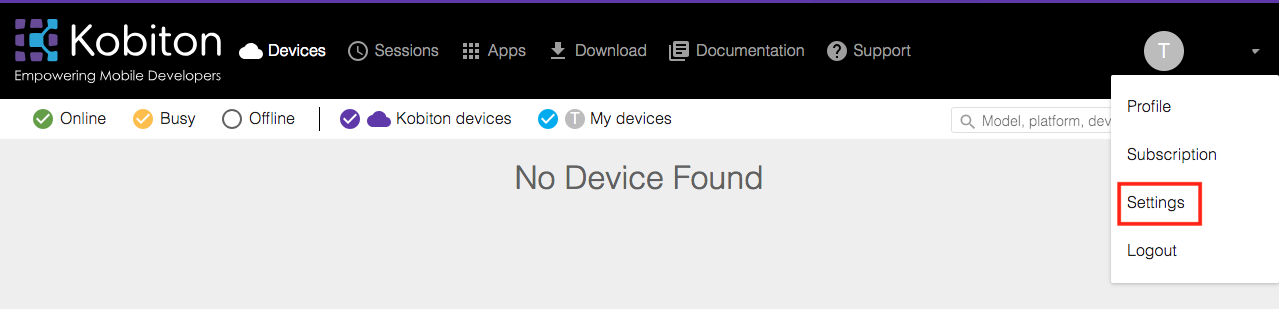 Kobiton
Empowering Mobile Developers
Devices Sessions Apps Download Documentation Support T
Online Busy Offline Kobiton devices T My devices Model, platform, dev
No Device Found
Profile
Subscription
Settings
Logout